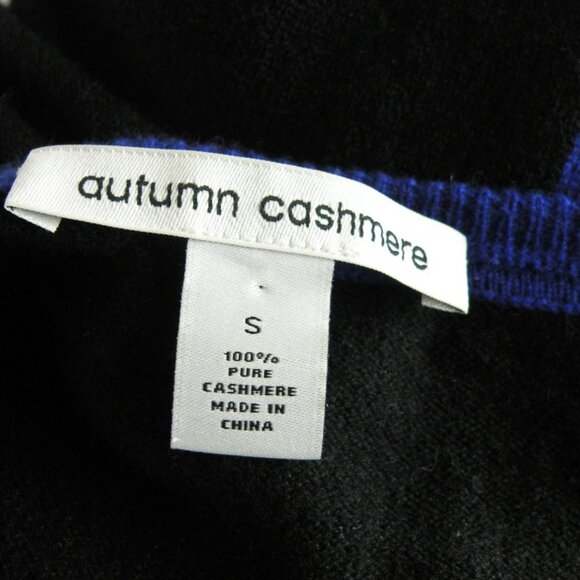 autumn cashmere
S
100%
PURE
CASHMERE
MADE IN
CHINA